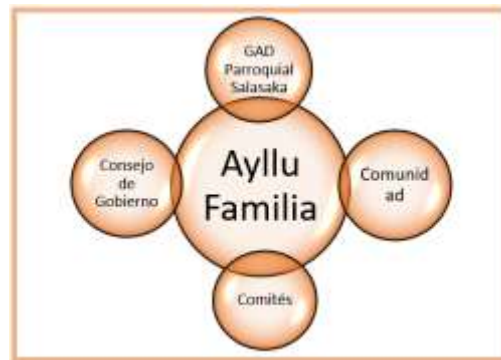 GAD
Parroquial
Salasaka
Consejo
de
Gobierno
Ayllu
Familia
Comunid
ad
Comités